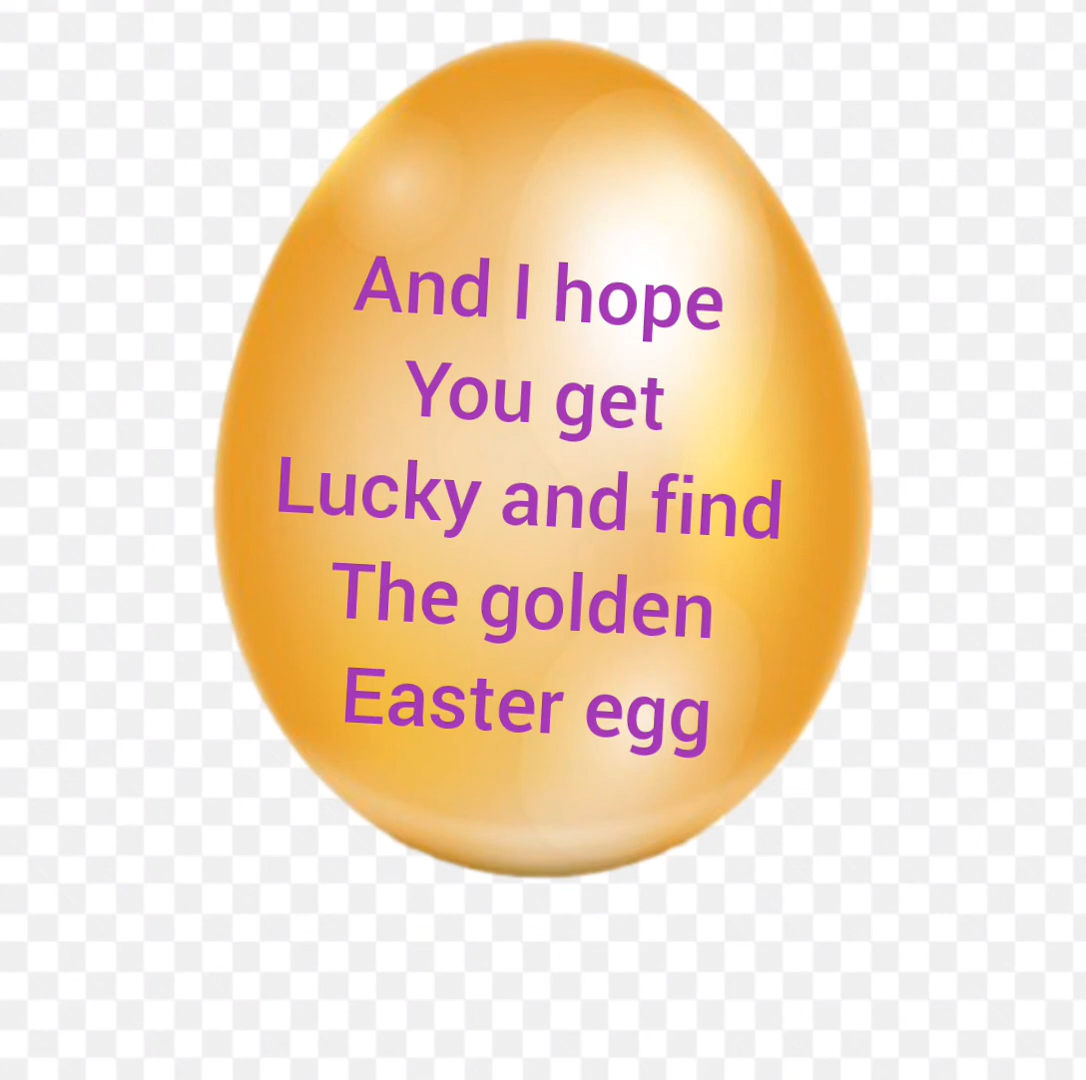 And I hope
You get
Lucky and find
The golden
Easter egg